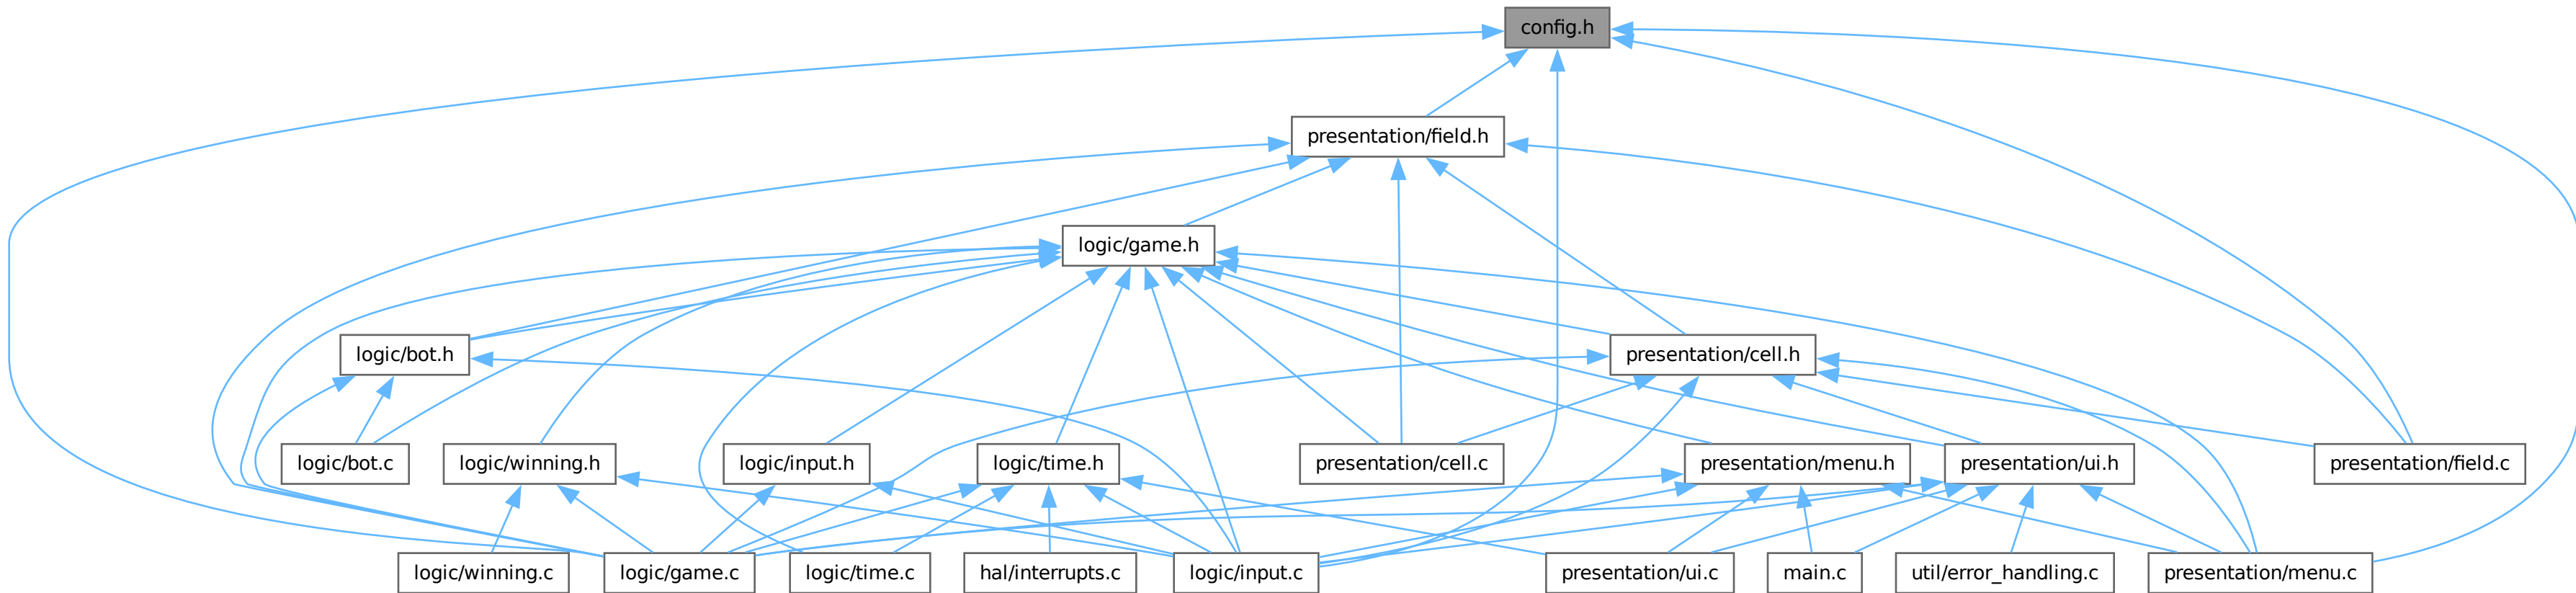 config.h
presentation/field.h
logic/game.h
logic/bot.h
presentation/cell.h
logic/bot.c
logic/winning.h
logic/input.h
logic/time.h
presentation/cell.c
presentation/menu.h
presentation/ui.h
presentation/field.c
logic/winning.c
logic/game.c
logic/time.c
hal/interrupts.c
logic/input.c
presentation/ui.c
main.c
util/error_handling.c
presentation/menu.c